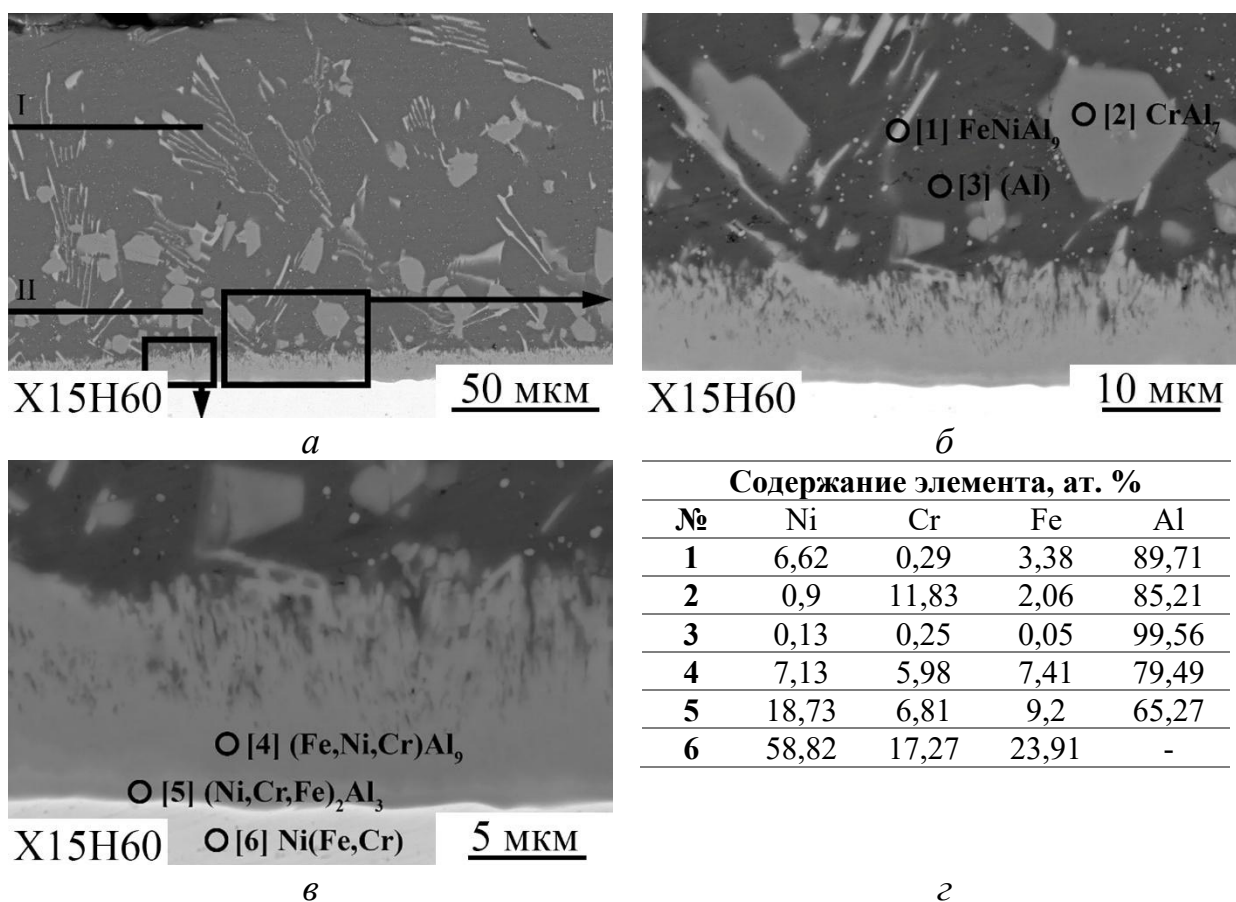 I
II
Х15Н60
50 мкм
а
[1] FeNiAl₉
[2] CrAl₇
[3] (Al)
Х15Н60
10 мкм
б
[4] (Fe,Ni,Cr)Al₉
[5] (Ni,Cr,Fe)₂Al₃
[6] Ni(Fe,Cr)
Х15Н60
5 мкм
в
Содержание элемента, ат. %
№ Ni Cr Fe Al
1 6,62 0,29 3,38 89,71
2 0,9 11,83 2,06 85,21
3 0,13 0,25 0,05 99,56
4 7,13 5,98 7,41 79,49
5 18,73 6,81 9,2 65,27
6 58,82 17,27 23,91 -
г